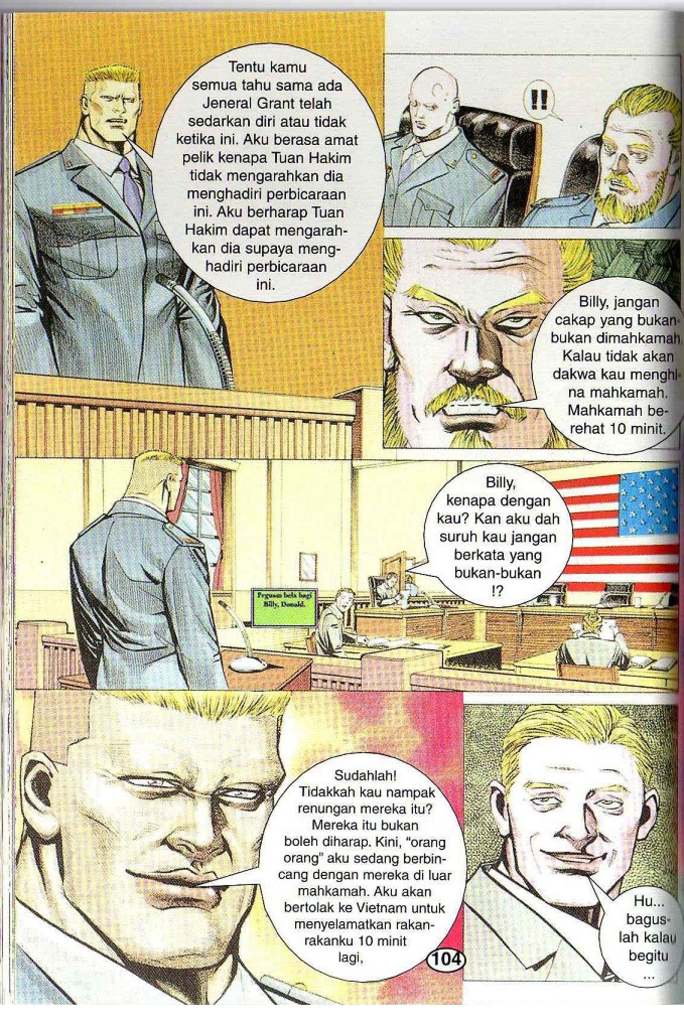 Tentu kamu
semua tahu sama ada
Jeneral Grant telah
sedarkan diri atau tidak
ketika ini. Aku berasa amat
pelik kenapa Tuan Hakim
tidak mengarahkan dia
menghadiri perbicaraan
ini. Aku berharap Tuan
Hakim dapat mengarah-
kan dia supaya meng-
hadiri perbicaraan
ini.
!!
Billy, jangan
cakap yang bukan-
bukan dimahkamah.
Kalau tidak akan
dakwa kau menghi-
na mahkamah.
Mahkamah be-
rehat 10 minit.
Billy,
kenapa dengan
kau? Kan aku dah
suruh kau jangan
berkata yang
bukan-bukan
!?
Peguam bela bagi
Billy, Donald.
Sudahlah!
Tidakkah kau nampak
renungan mereka itu?
Mereka itu bukan
boleh diharap. Kini, “orang
orang” aku sedang berbin-
cang dengan mereka di luar
mahkamah. Aku akan
bertolak ke Vietnam untuk
menyelamatkan rakan-
rakanku 10 minit
lagi,
Hu...
bagus-
lah kalau
begitu
...
104